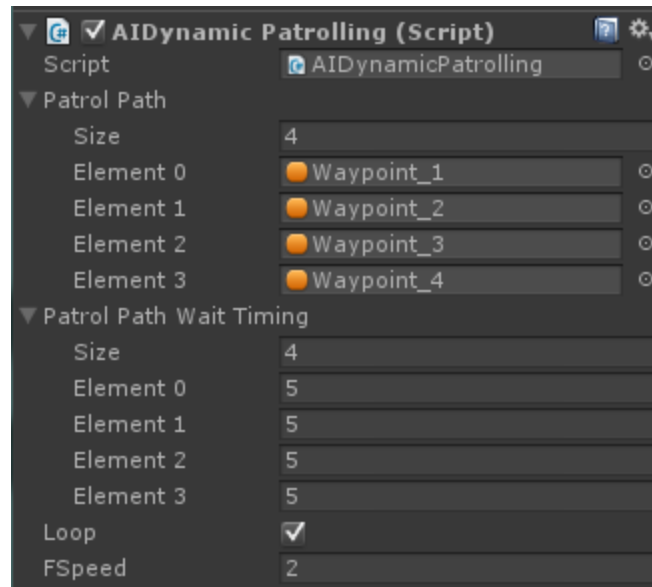 AIDynamic Patrolling (Script)
Script AIDynamicPatrolling
Patrol Path
Size 4
Element 0 Waypoint_1
Element 1 Waypoint_2
Element 2 Waypoint_3
Element 3 Waypoint_4
Patrol Path Wait Timing
Size 4
Element 0 5
Element 1 5
Element 2 5
Element 3 5
Loop
FSpeed 2